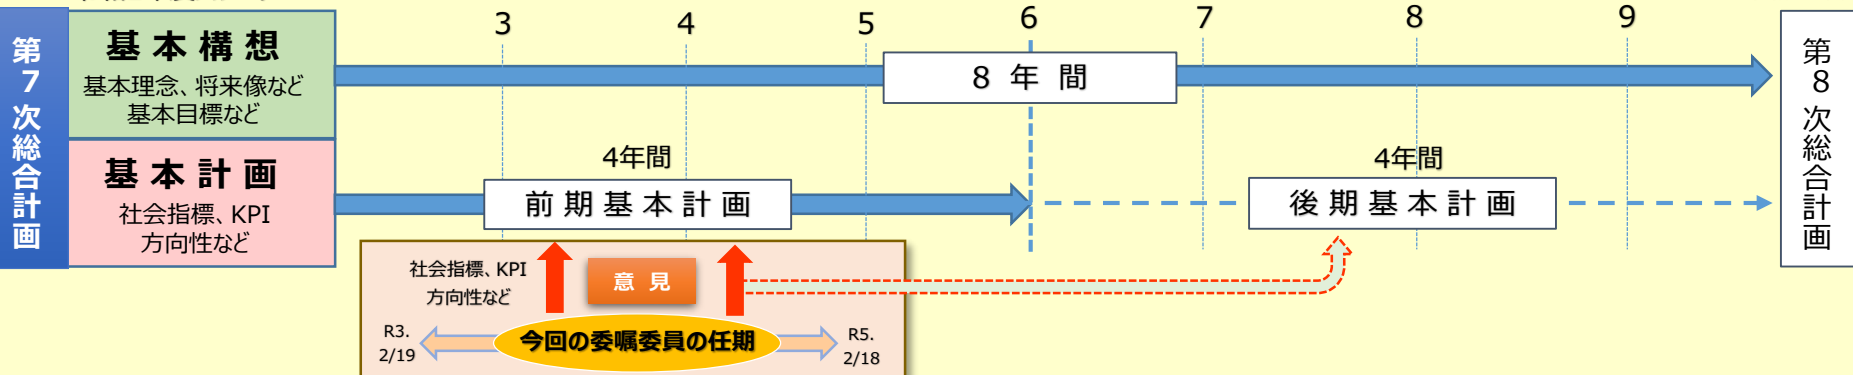 3 4 5 6 7 8 9
第7次総合計画
基本構想
基本理念、将来像など
基本目標など
8年間
第8次総合計画
基本計画
社会指標、KPI
方向性など
4年間
前期基本計画
4年間
後期基本計画
社会指標、KPI
方向性など
意見
R3.
2/19
今回の委嘱委員の任期
R5.
2/18